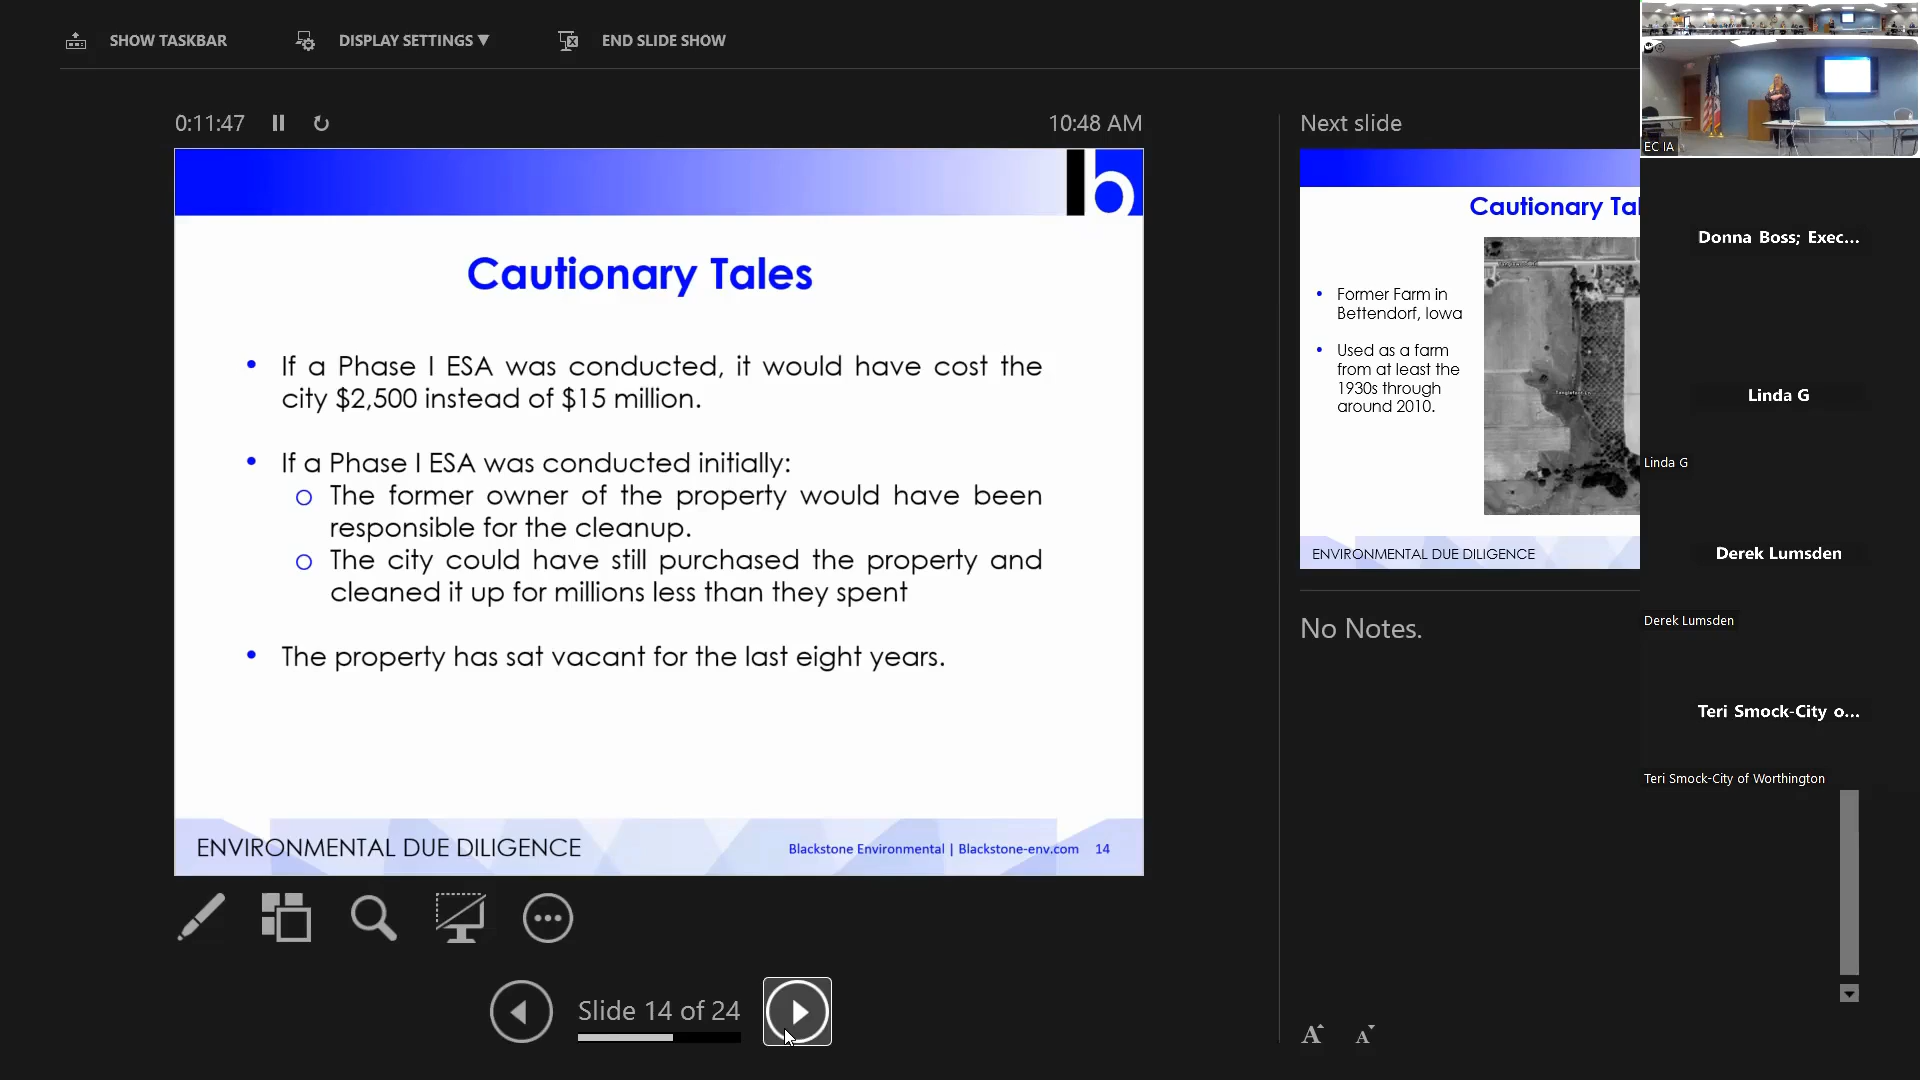 SHOW TASKBAR
DISPLAY SETTINGS ▼
END SLIDE SHOW
0:11:47
10:48 AM
b
Cautionary Tales
• If a Phase I ESA was conducted, it would have cost the
city $2,500 instead of $15 million.
• If a Phase I ESA was conducted initially:
o The former owner of the property would have been
responsible for the cleanup.
o The city could have still purchased the property and
cleaned it up for millions less than they spent
• The property has sat vacant for the last eight years.
ENVIRONMENTAL DUE DILIGENCE
Blackstone Environmental | Blackstone-env.com 14
Slide 14 of 24
Next slide
Cautionary Tal
• Former Farm in
Bettendorf, Iowa
• Used as a farm
from at least the
1930s through
around 2010.
ENVIRONMENTAL DUE DILIGENCE
No Notes.
A A
EC IA
Donna Boss; Exec...
Linda G
Linda G
Derek Lumsden
Derek Lumsden
Teri Smock-City o...
Teri Smock-City of Worthington